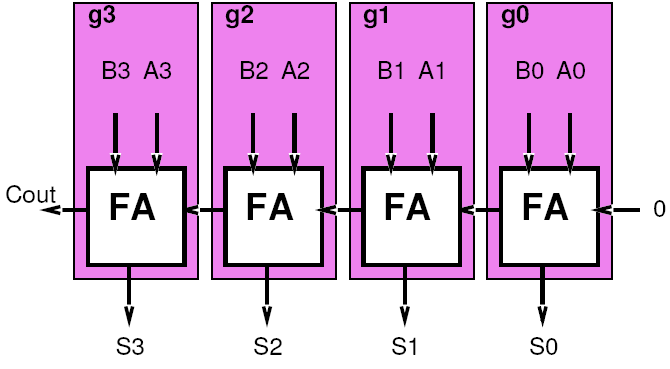 g3 g2 g1 g0
B3 A3 B2 A2 B1 A1 B0 A0
Cout FA FA FA FA 0
S3 S2 S1 S0